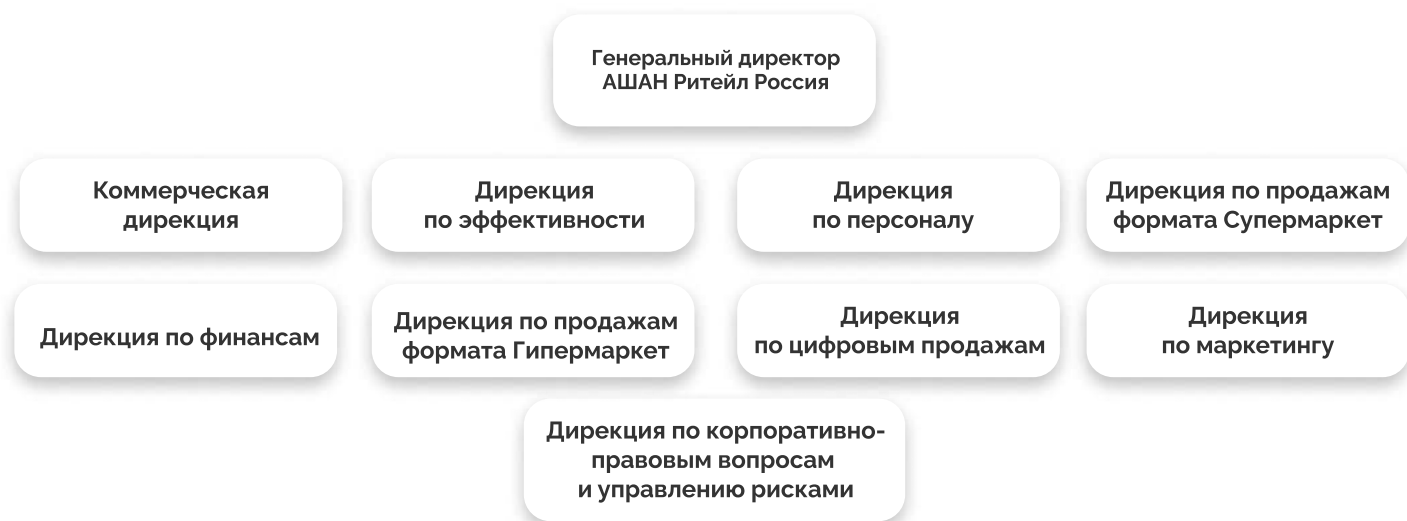 Генеральный директор
АШАН Ритейл Россия
Коммерческая
дирекция
Дирекция
по эффективности
Дирекция
по персоналу
Дирекция по продажам
формата Супермаркет
Дирекция по финансам
Дирекция по продажам
формата Гипермаркет
Дирекция
по цифровым продажам
Дирекция
по маркетингу
Дирекция по корпоративно-
правовым вопросам
и управлению рисками